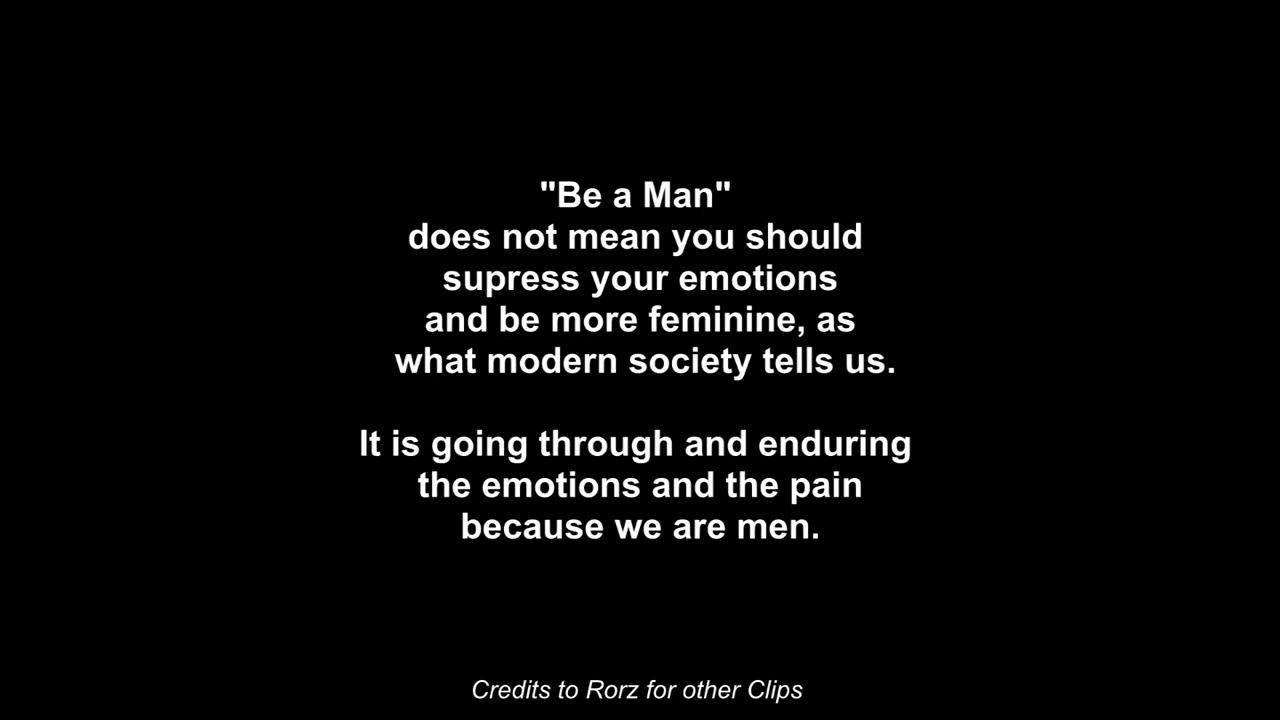 "Be a Man"
does not mean you should
supress your emotions
and be more feminine, as
what modern society tells us.
It is going through and enduring
the emotions and the pain
because we are men.
Credits to Rorz for other Clips